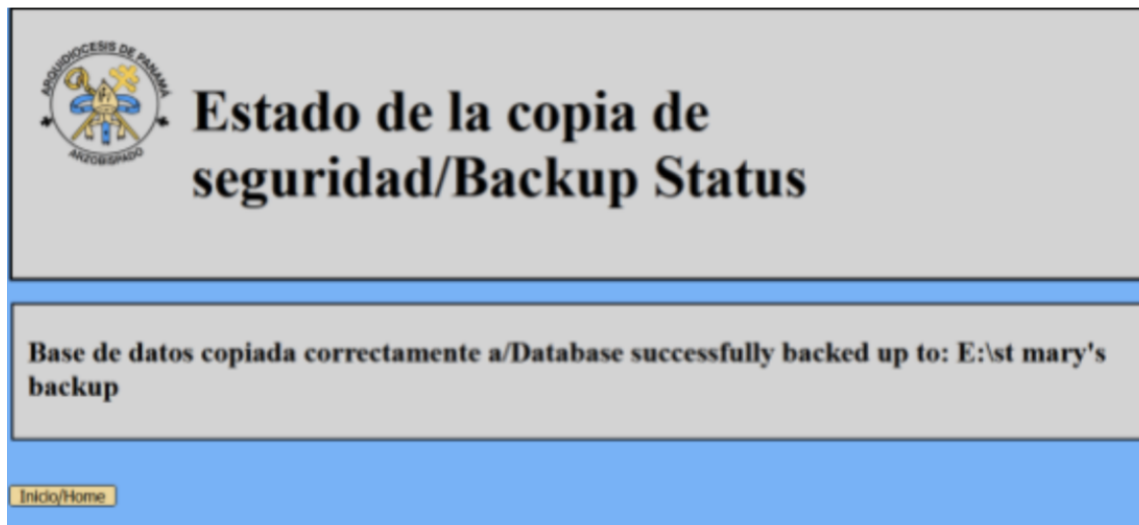 ARQUIDIOCESIS DE PANAMÁ
ARZOBISPADO
Estado de la copia de
seguridad/Backup Status
Base de datos copiada correctamente a/Database successfully backed up to: E:\st mary's
backup
Inicio/Home